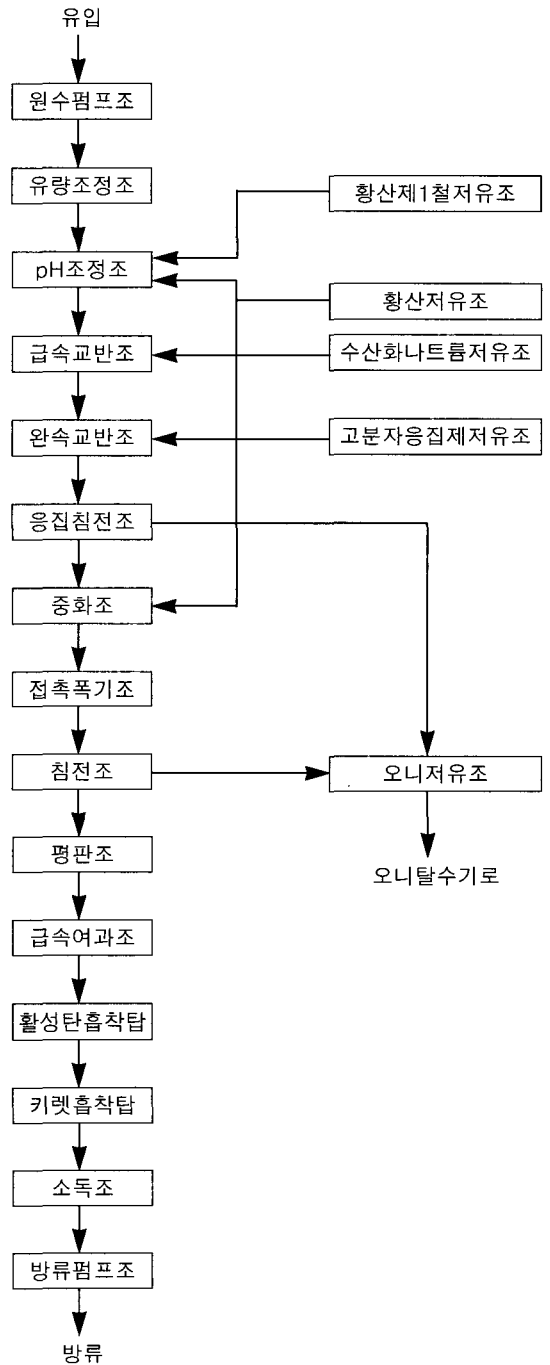 유입
원수펌프조
유량조정조
황산제1철저유조
pH조정조
황산저유조
급속교반조
수산화나트륨저유조
완속교반조
고분자응집제저유조
응집침전조
중화조
접촉폭기조
침전조
오니저유조
평판조
오니탈수기로
급속여과조
활성탄흡착탑
키렛흡착탑
소독조
방류펌프조
방류